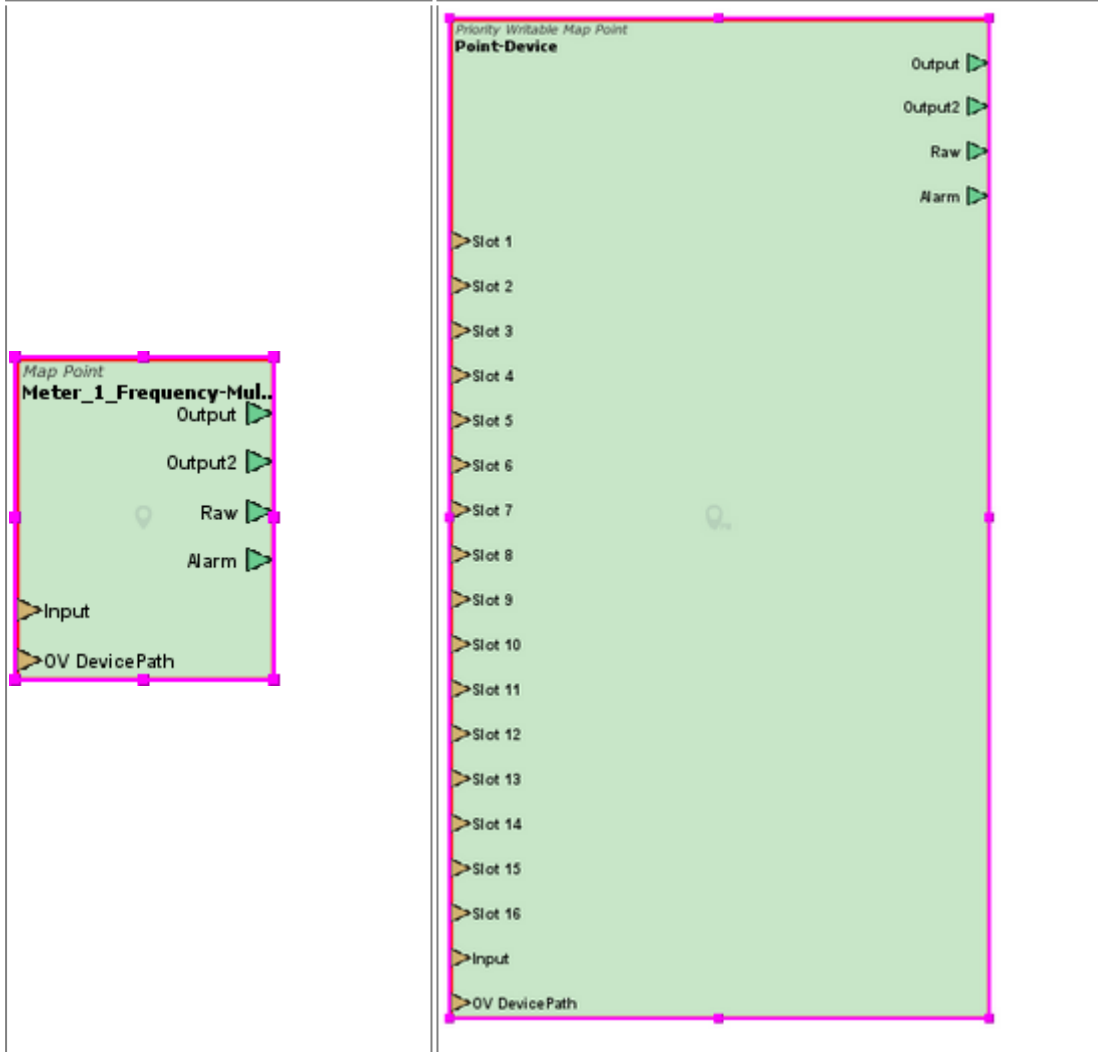 Map Point
Meter_1_Frequency-Mul..
Output
Output2
Raw
Alarm
Input
OV DevicePath
Priority Writable Map Point
Point-Device
Output
Output2
Raw
Alarm
Slot 1
Slot 2
Slot 3
Slot 4
Slot 5
Slot 6
Slot 7
Slot 8
Slot 9
Slot 10
Slot 11
Slot 12
Slot 13
Slot 14
Slot 15
Slot 16
Input
OV DevicePath